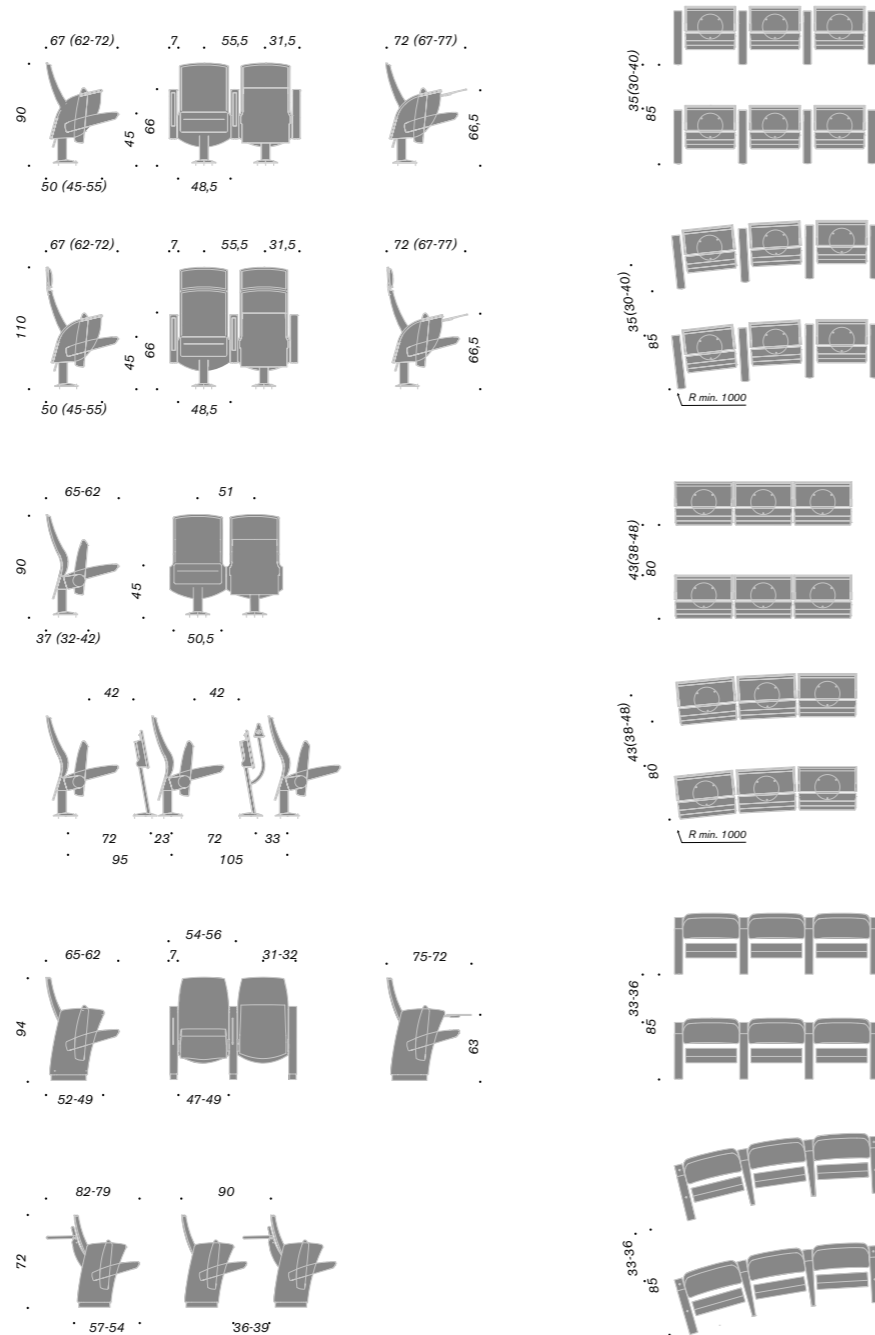 67 (62-72) 7 55,5 31,5 72 (67-77)
90 45 66 66,5
50 (45-55) 48,5
35(30-40)
85
67 (62-72) 7 55,5 31,5 72 (67-77)
110 45 66 66,5
50 (45-55) 48,5
35(30-40)
85
R min. 1000
65-62 51
90 45
37 (32-42) 50,5
43(38-48)
80
42 42
72 23 72 33
95 105
43(38-48)
80
R min. 1000
54-56
65-62 7 31-32 75-72
94 63
52-49 47-49
33-36
85
82-79 90
72
57-54 36-39
33-36
85